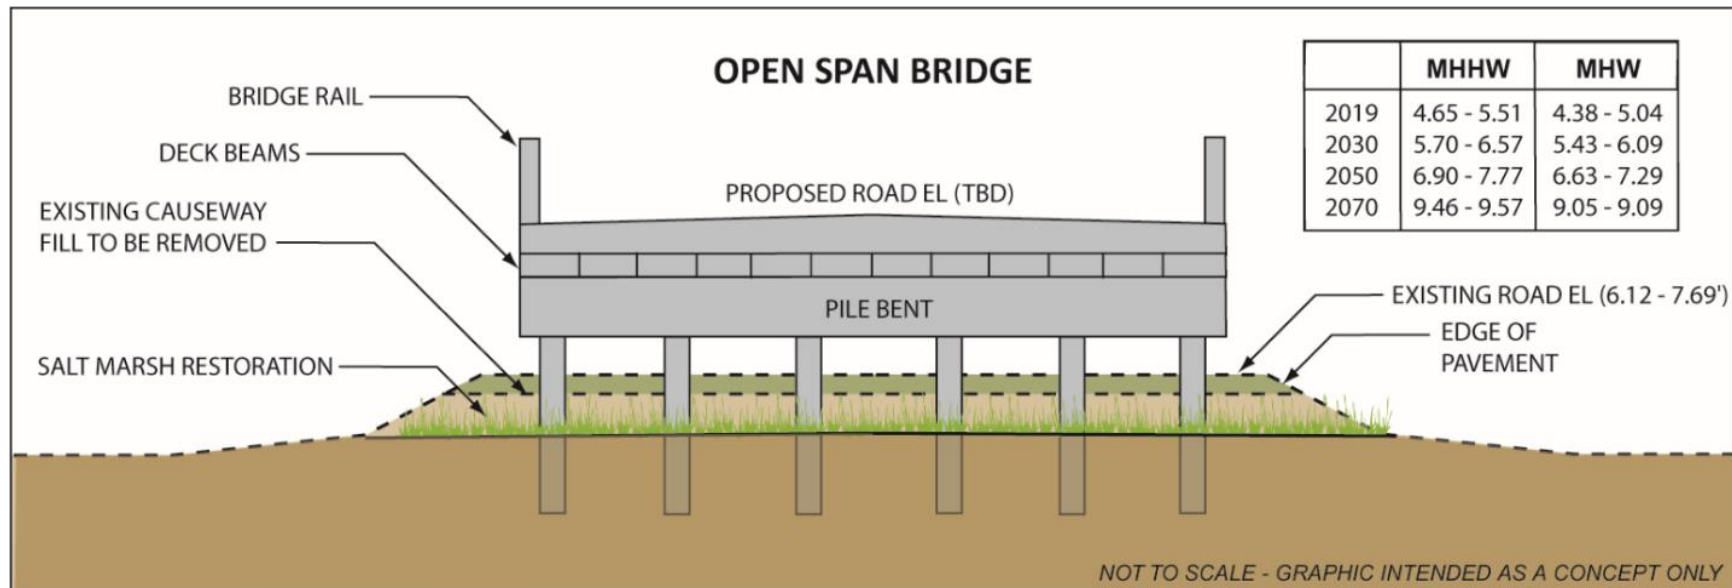 OPEN SPAN BRIDGE
BRIDGE RAIL
DECK BEAMS
EXISTING CAUSEWAY
FILL TO BE REMOVED
SALT MARSH RESTORATION
PROPOSED ROAD EL (TBD)
PILE BENT
MHHW MHW
2019 4.65 - 5.51 4.38 - 5.04
2030 5.70 - 6.57 5.43 - 6.09
2050 6.90 - 7.77 6.63 - 7.29
2070 9.46 - 9.57 9.05 - 9.09
EXISTING ROAD EL (6.12 - 7.69')
EDGE OF
PAVEMENT
NOT TO SCALE - GRAPHIC INTENDED AS A CONCEPT ONLY